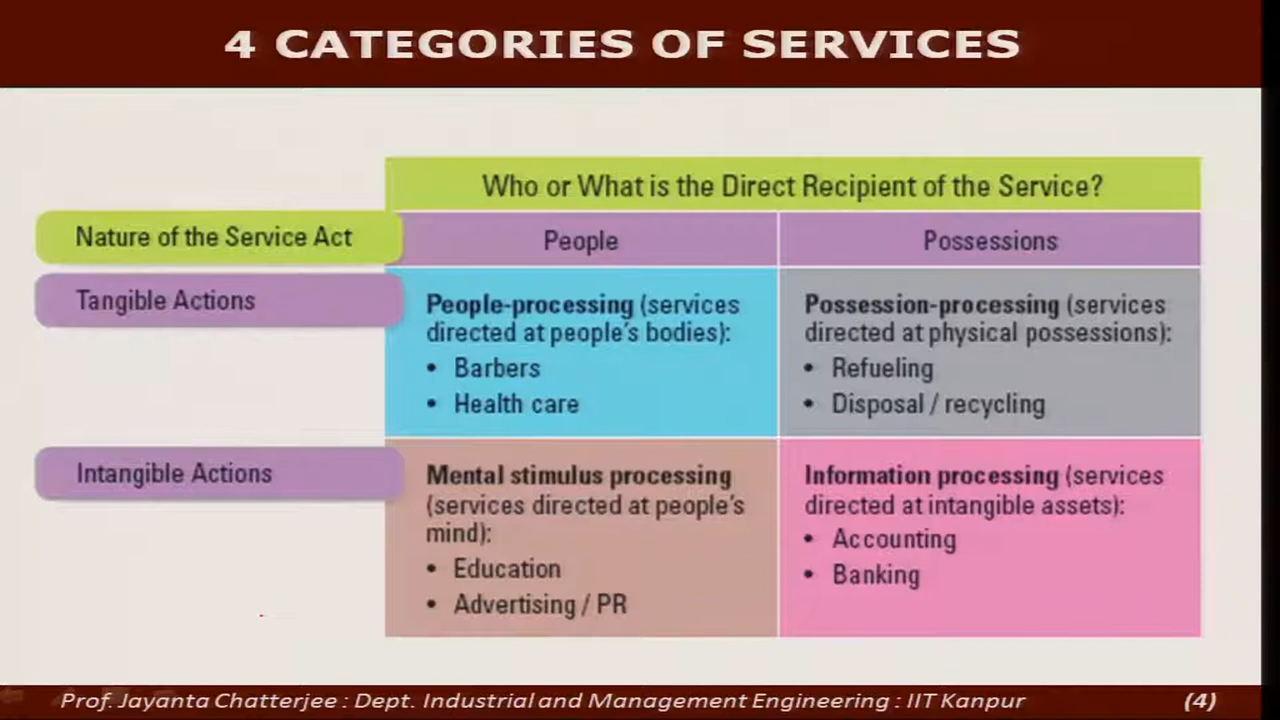 4 CATEGORIES OF SERVICES
Who or What is the Direct Recipient of the Service?
Nature of the Service Act
People
Possessions
Tangible Actions
People-processing (services
directed at people's bodies):
• Barbers
• Health care
Possession-processing (services
directed at physical possessions):
• Refueling
• Disposal / recycling
Intangible Actions
Mental stimulus processing
(services directed at people's
mind):
• Education
• Advertising / PR
Information processing (services
directed at intangible assets):
• Accounting
• Banking
Prof. Jayanta Chatterjee : Dept. Industrial and Management Engineering : IIT Kanpur
(4)